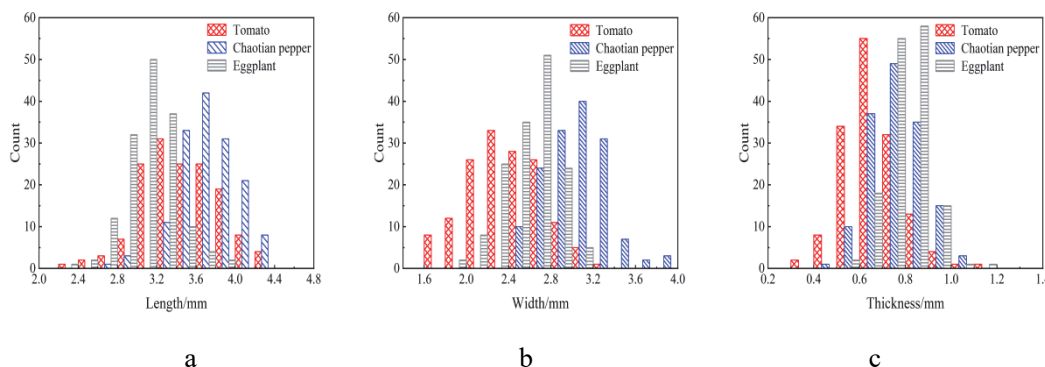 60
50
40
30
20
10
0
Count
Tomato
Chaotian pepper
Eggplant
2.0 2.4 2.8 3.2 3.6 4.0 4.4 4.8
Length/mm
a
60
50
40
30
20
10
0
Count
Tomato
Chaotian pepper
Eggplant
1.6 2.0 2.4 2.8 3.2 3.6 4.0
Width/mm
b
60
50
40
30
20
10
0
Count
Tomato
Chaotian pepper
Eggplant
0.2 0.4 0.6 0.8 1.0 1.2
Thickness/mm
c